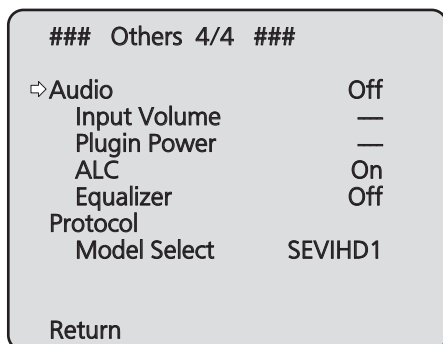 ### Others 4/4 ###
⇨Audio Off
Input Volume —
Plugin Power —
ALC On
Equalizer Off
Protocol
Model Select SEVIHD1
Return